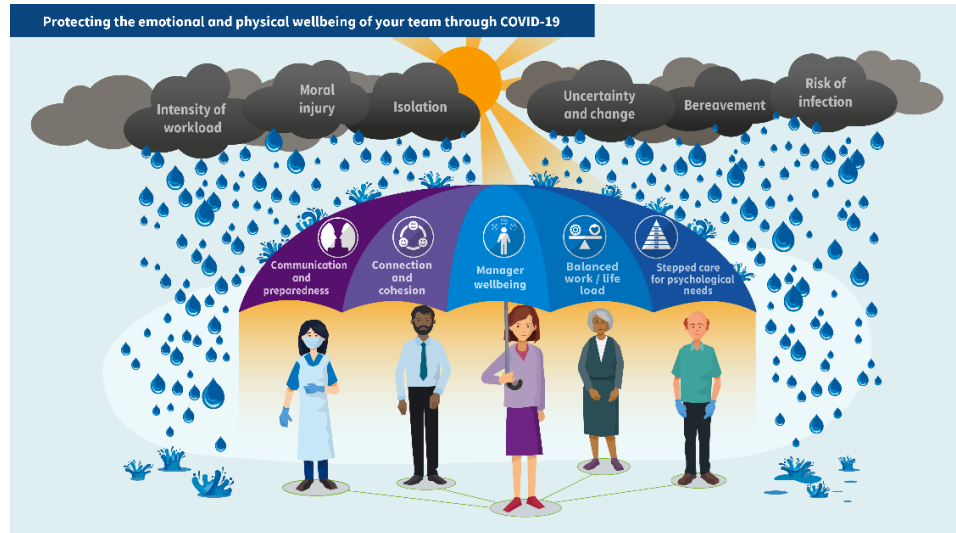 Protecting the emotional and physical wellbeing of your team through COVID-19
Intensity of
workload
Moral
injury
Isolation
Uncertainty
and change
Bereavement
Risk of
infection
Communication
and
preparedness
Connection
and
cohesion
Manager
wellbeing
Balanced
work / life
load
Stepped care
for psychological
needs